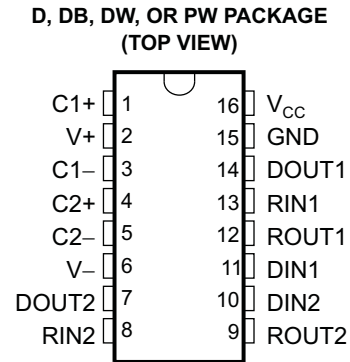 D, DB, DW, OR PW PACKAGE
(TOP VIEW)
C1+ 1 16 VCC
V+ 2 15 GND
C1− 3 14 DOUT1
C2+ 4 13 RIN1
C2− 5 12 ROUT1
V− 6 11 DIN1
DOUT2 7 10 DIN2
RIN2 8 9 ROUT2